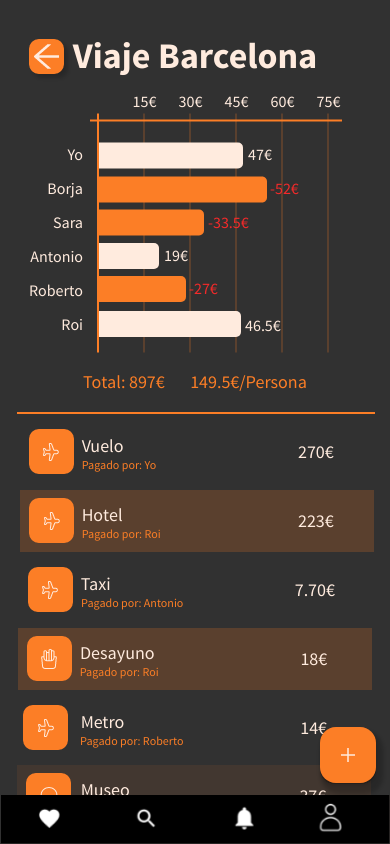 Viaje Barcelona
15€ 30€ 45€ 60€ 75€
Yo 47€
Borja -52€
Sara -33.5€
Antonio 19€
Roberto -27€
Roi 46.5€
Total: 897€ 149.5€/Persona
Vuelo 270€
Pagado por: Yo
Hotel 223€
Pagado por: Roi
Taxi 7.70€
Pagado por: Antonio
Desayuno 18€
Pagado por: Roi
Metro 14€
Pagado por: Roberto
+
Museo